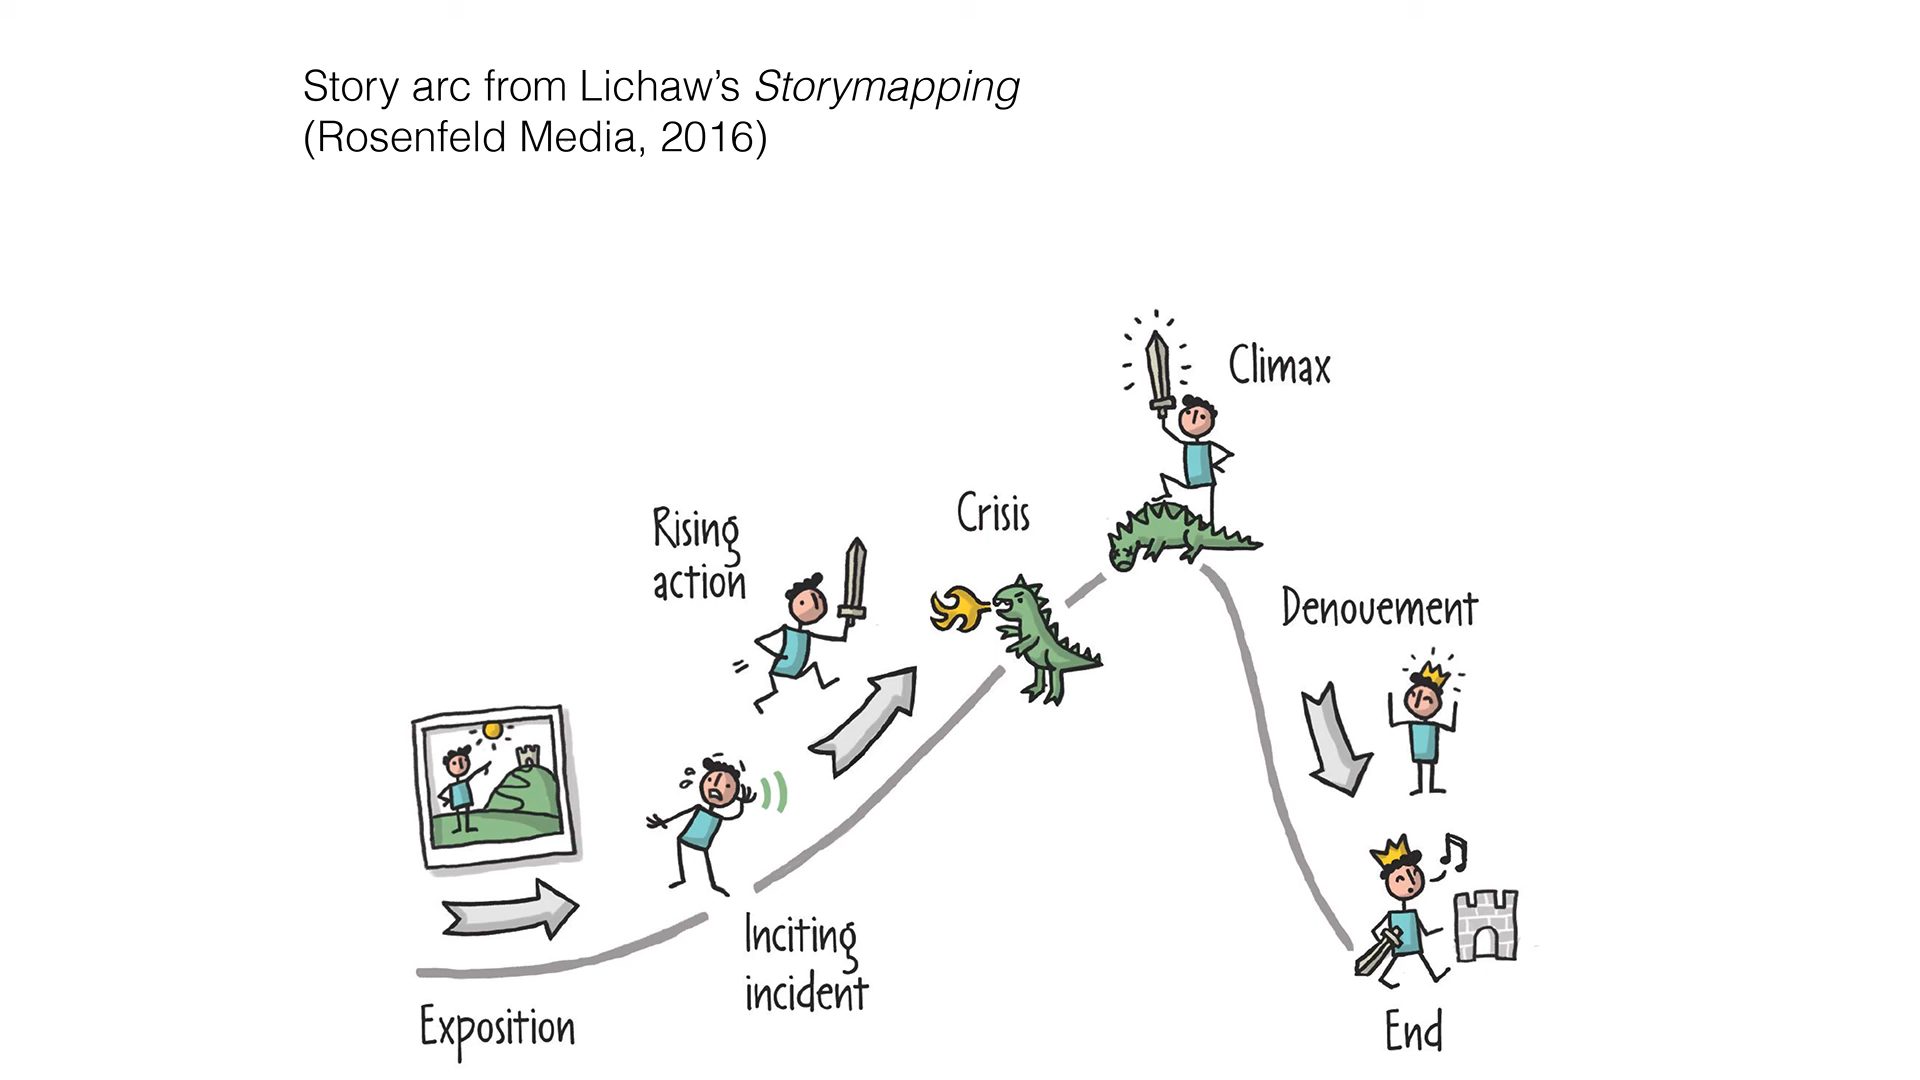 Story arc from Lichaw’s Storymapping
(Rosenfeld Media, 2016)
Exposition
Inciting
incident
Rising
action
Crisis
Climax
Denouement
End